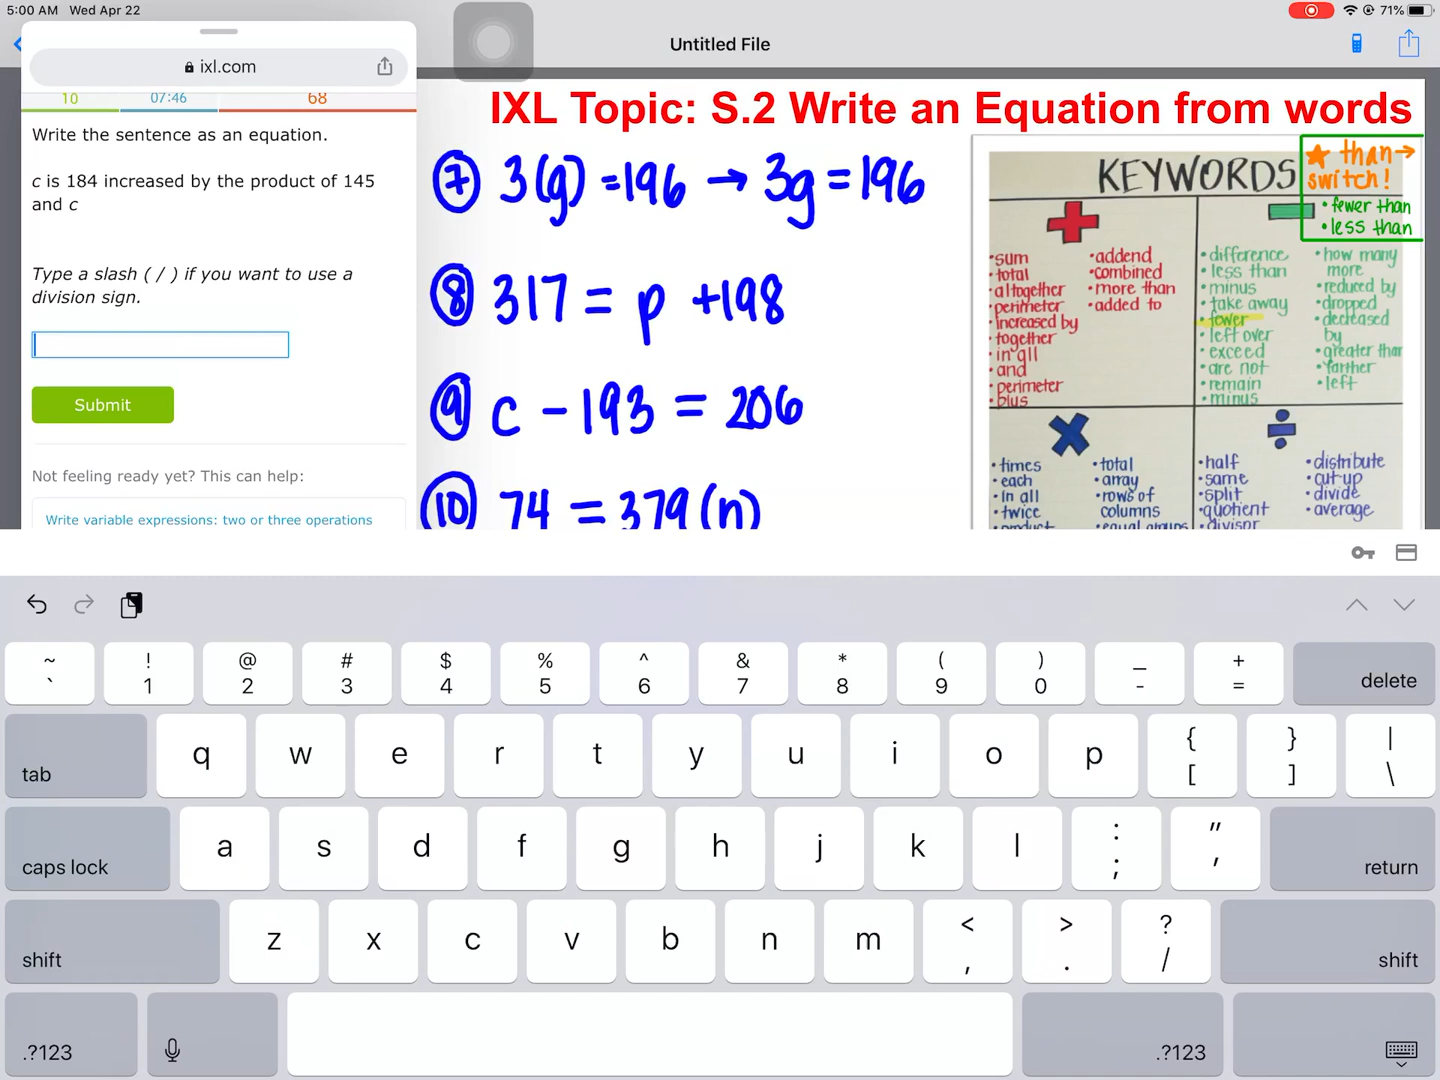 5:00 AM Wed Apr 22
71%
ixl.com
Untitled File
10 07:46 68
Write the sentence as an equation.
c is 184 increased by the product of 145
and c
Type a slash ( / ) if you want to use a
division sign.
Submit
Not feeling ready yet? This can help:
Write variable expressions: two or three operations
IXL Topic: S.2 Write an Equation from words
7 3(g) =196 → 3g = 196
8 317 = p +198
9 c - 193 = 206
10 74 = 379(n)
KEYWORDS
★ than→
switch!
• fewer than
• less than
+
• sum
• total
• altogether
• perimeter
• increased by
• together
• in all
• and
• perimeter
• plus
• addend
• combined
• more than
• added to
−
• difference
• less than
• minus
• take away
• fewer
• left over
• exceed
• are not
• remain
• minus
• how many
more
• reduced by
• dropped
• decreased
by
• greater than
• farther
• left
×
• times
• each
• in all
• twice
• product
• total
• array
• rows of
columns
• equal groups
÷
• half
• same
• split
• quotient
• divisor
• distribute
• cut up
• divide
• average
~ ! @ # $ % ^ & * ( ) _ +
` 1 2 3 4 5 6 7 8 9 0 - = delete
tab q w e r t y u i o p { [ } ] | \
caps lock a s d f g h j k l : ; " ' return
shift z x c v b n m < , > . ? / shift
.?123 .?123